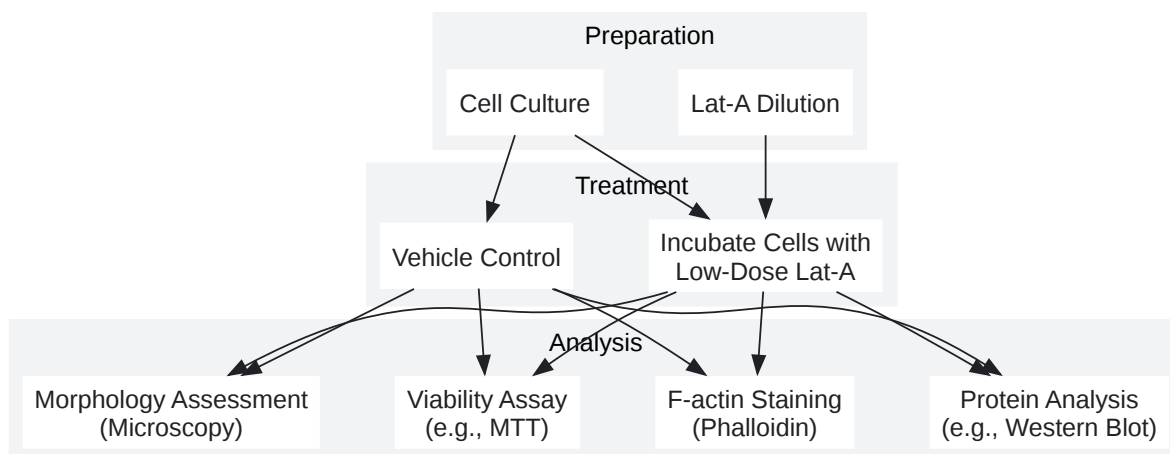 Preparation
Cell Culture
Lat-A Dilution
Treatment
Vehicle Control
Incubate Cells with
Low-Dose Lat-A
Analysis
Morphology Assessment
(Microscopy)
Viability Assay
(e.g., MTT)
F-actin Staining
(Phalloidin)
Protein Analysis
(e.g., Western Blot)